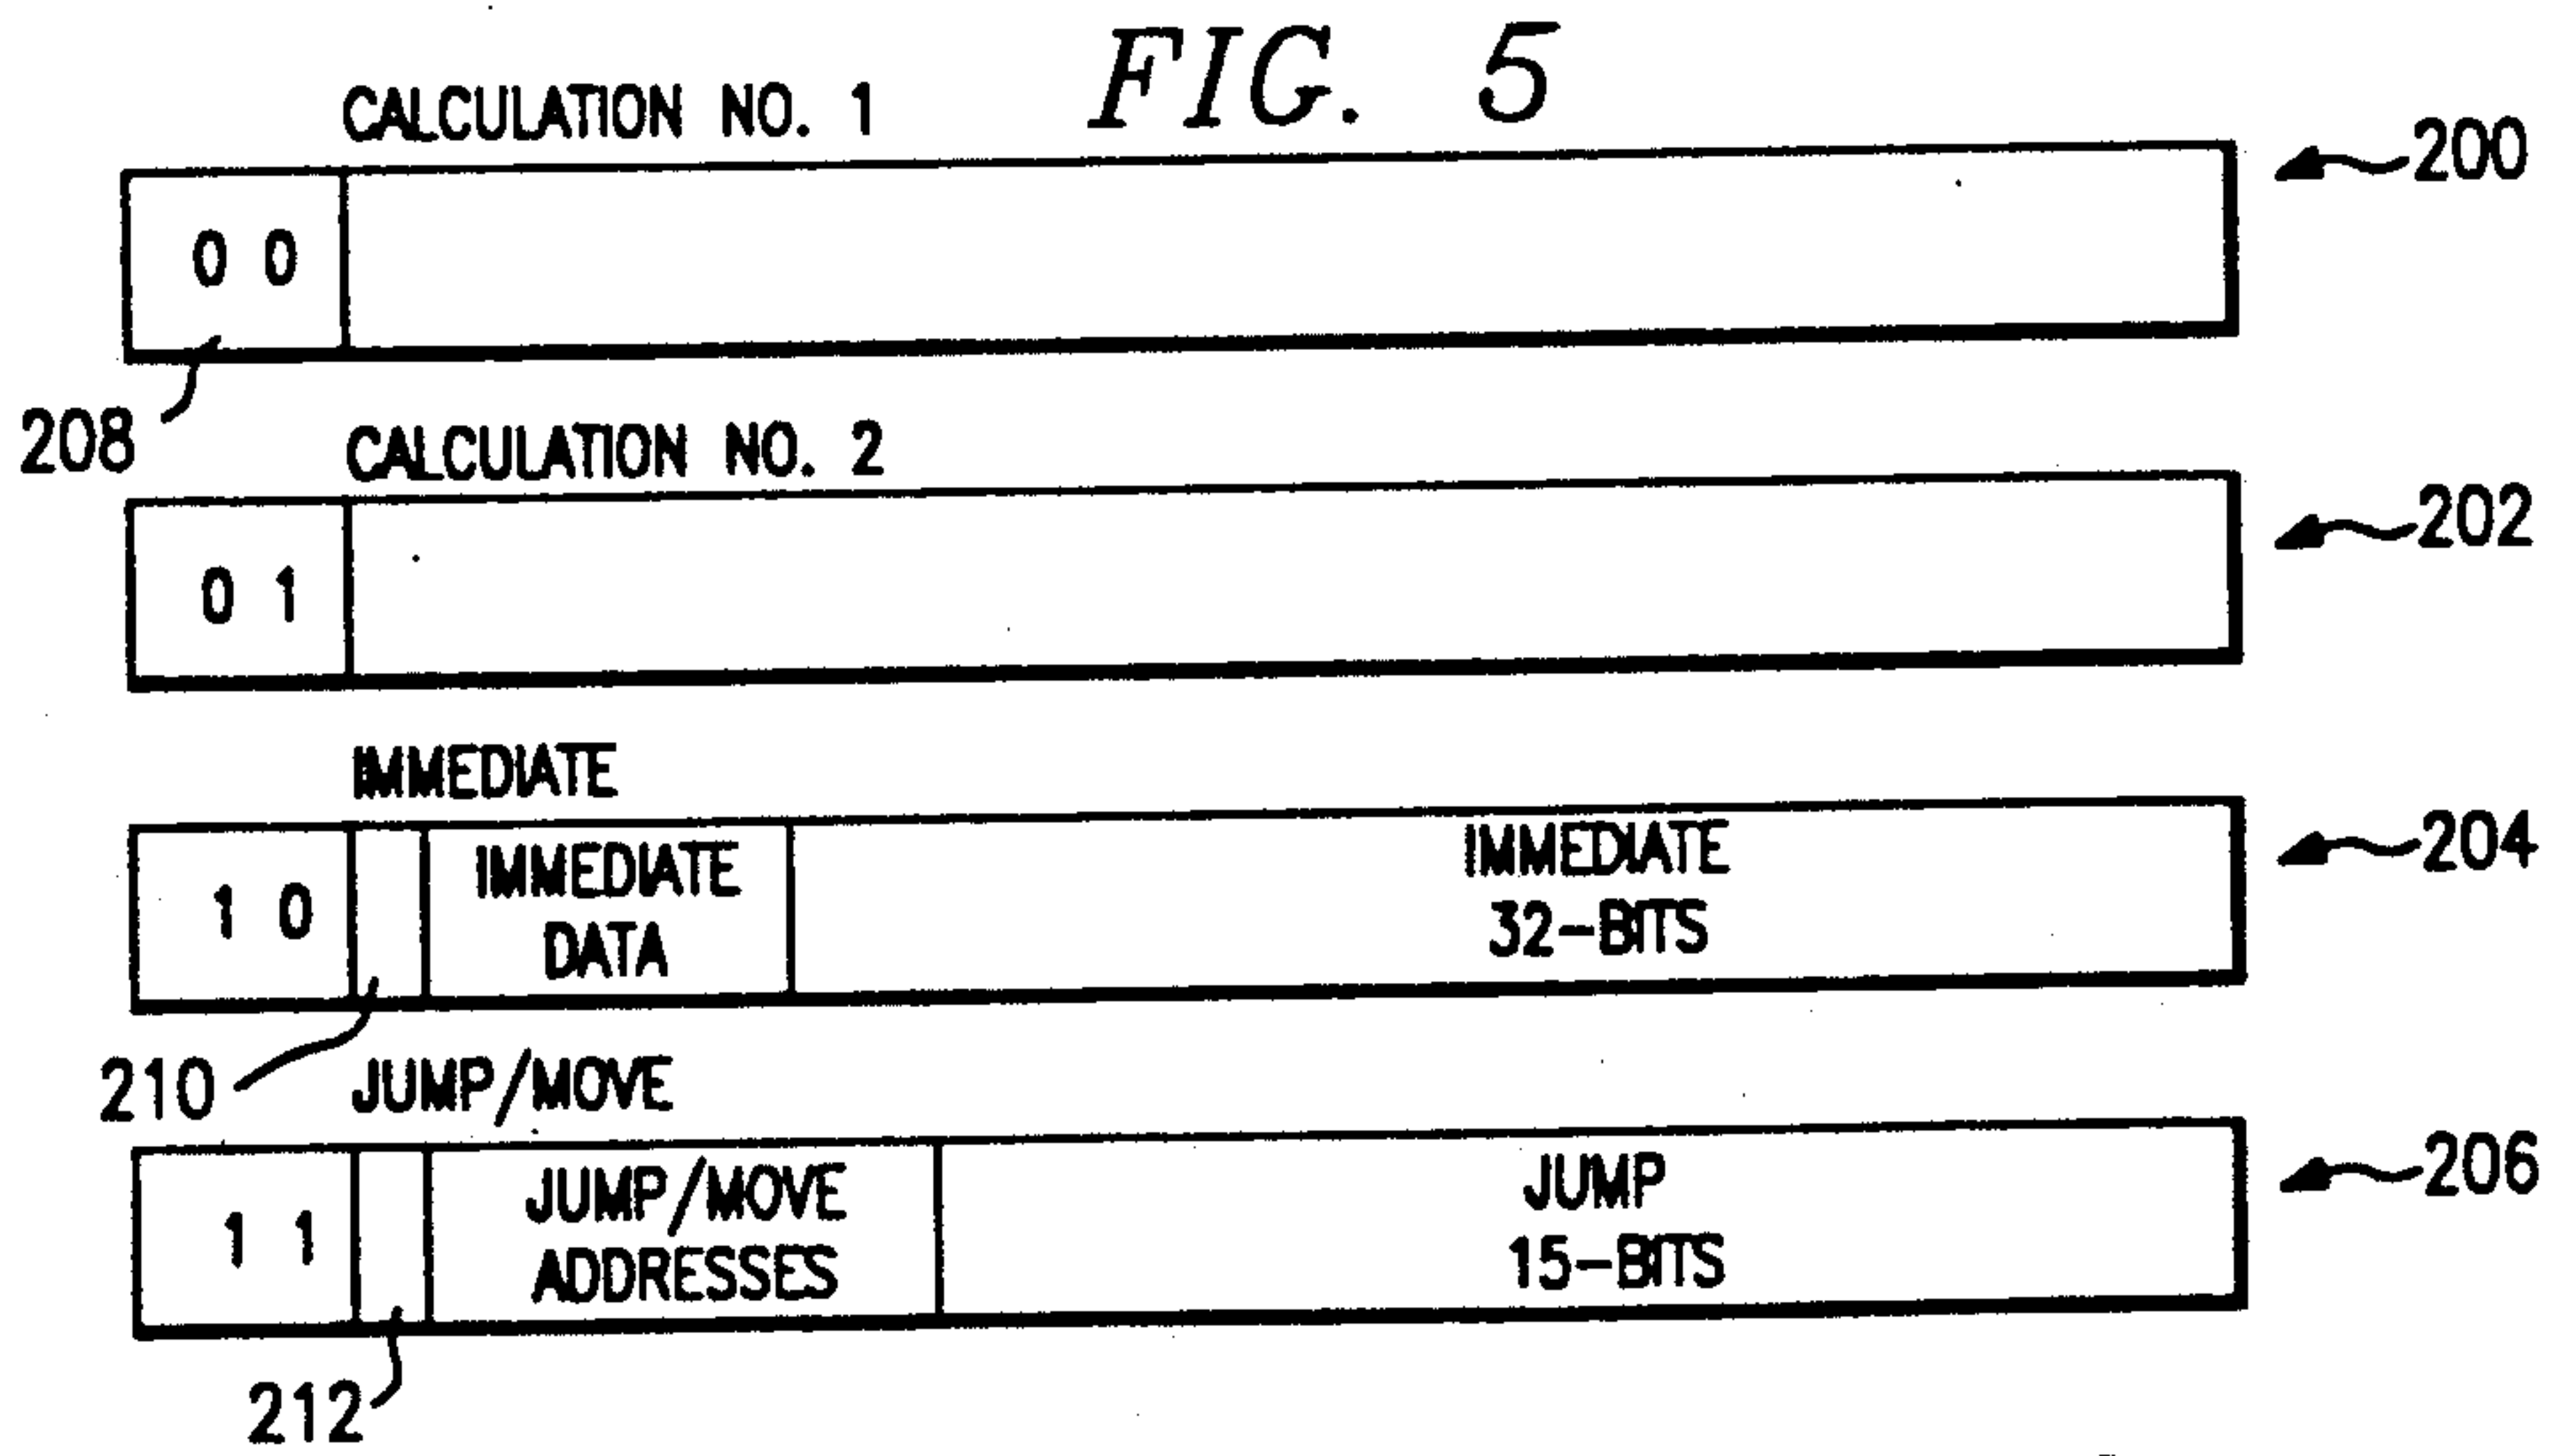 FIG. 5
CALCULATION NO. 1
200
0 0
208
CALCULATION NO. 2
202
0 1
IMMEDIATE
204
1 0
IMMEDIATE
DATA
IMMEDIATE
32-BITS
210
JUMP/MOVE
206
1 1
JUMP/MOVE
ADDRESSES
JUMP
15-BITS
212